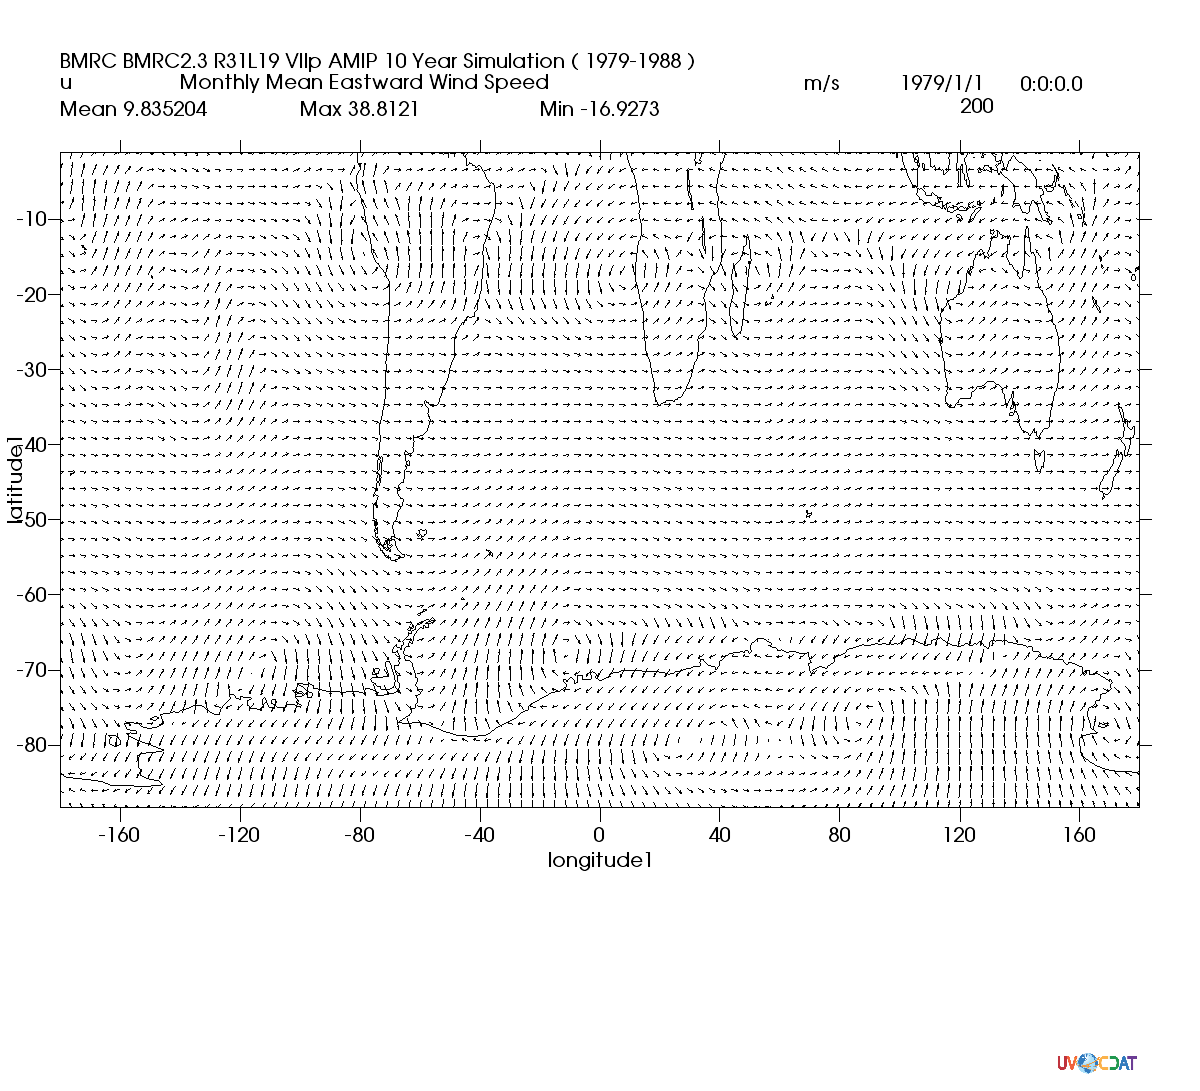 BMRC BMRC2.3 R31L19 VIIp AMIP 10 Year Simulation ( 1979-1988 )
u Monthly Mean Eastward Wind Speed m/s 1979/1/1 0:0:0.0
Mean 9.835204 Max 38.8121 Min -16.9273 200
-10
-20
-30
-40
-50
-60
-70
-80
latitude1
-160 -120 -80 -40 0 40 80 120 160
longitude1
UV CDAT